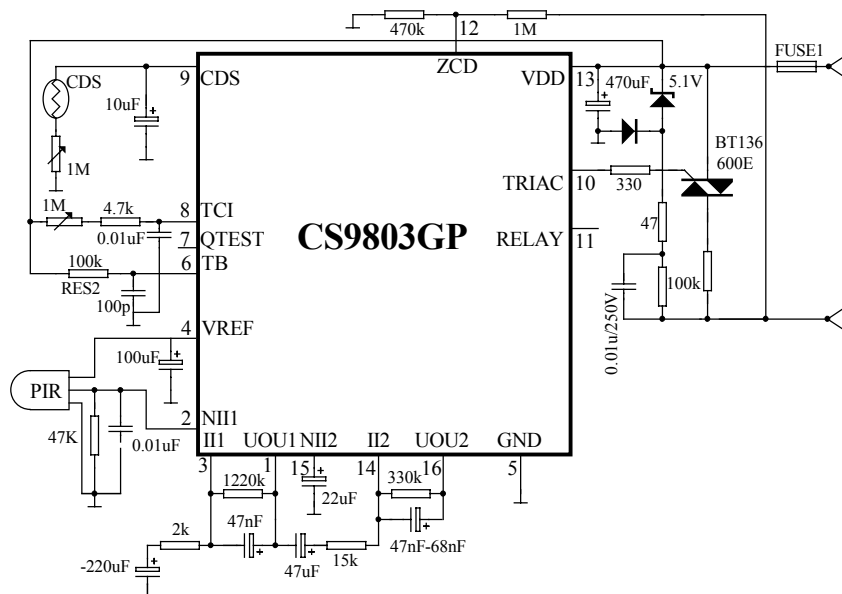 470k
12
1M
FUSE1
ZCD
CDS
9
CDS
VDD
13
470uF
5.1V
10uF
BT136
600E
1M
TRIAC
10
330
1M
4.7k
8
TCI
0.01uF
7
QTEST
CS9803GP
RELAY
11
47
100k
6
TB
RES2
100p
100k
0.01u/250V
4
VREF
100uF
PIR
2
NII1
47K
0.01uF
II1
UOU1
NII2
II2
UOU2
GND
3
1
15
14
16
5
1220k
22uF
330k
2k
47nF
47nF-68nF
-220uF
47uF
15k